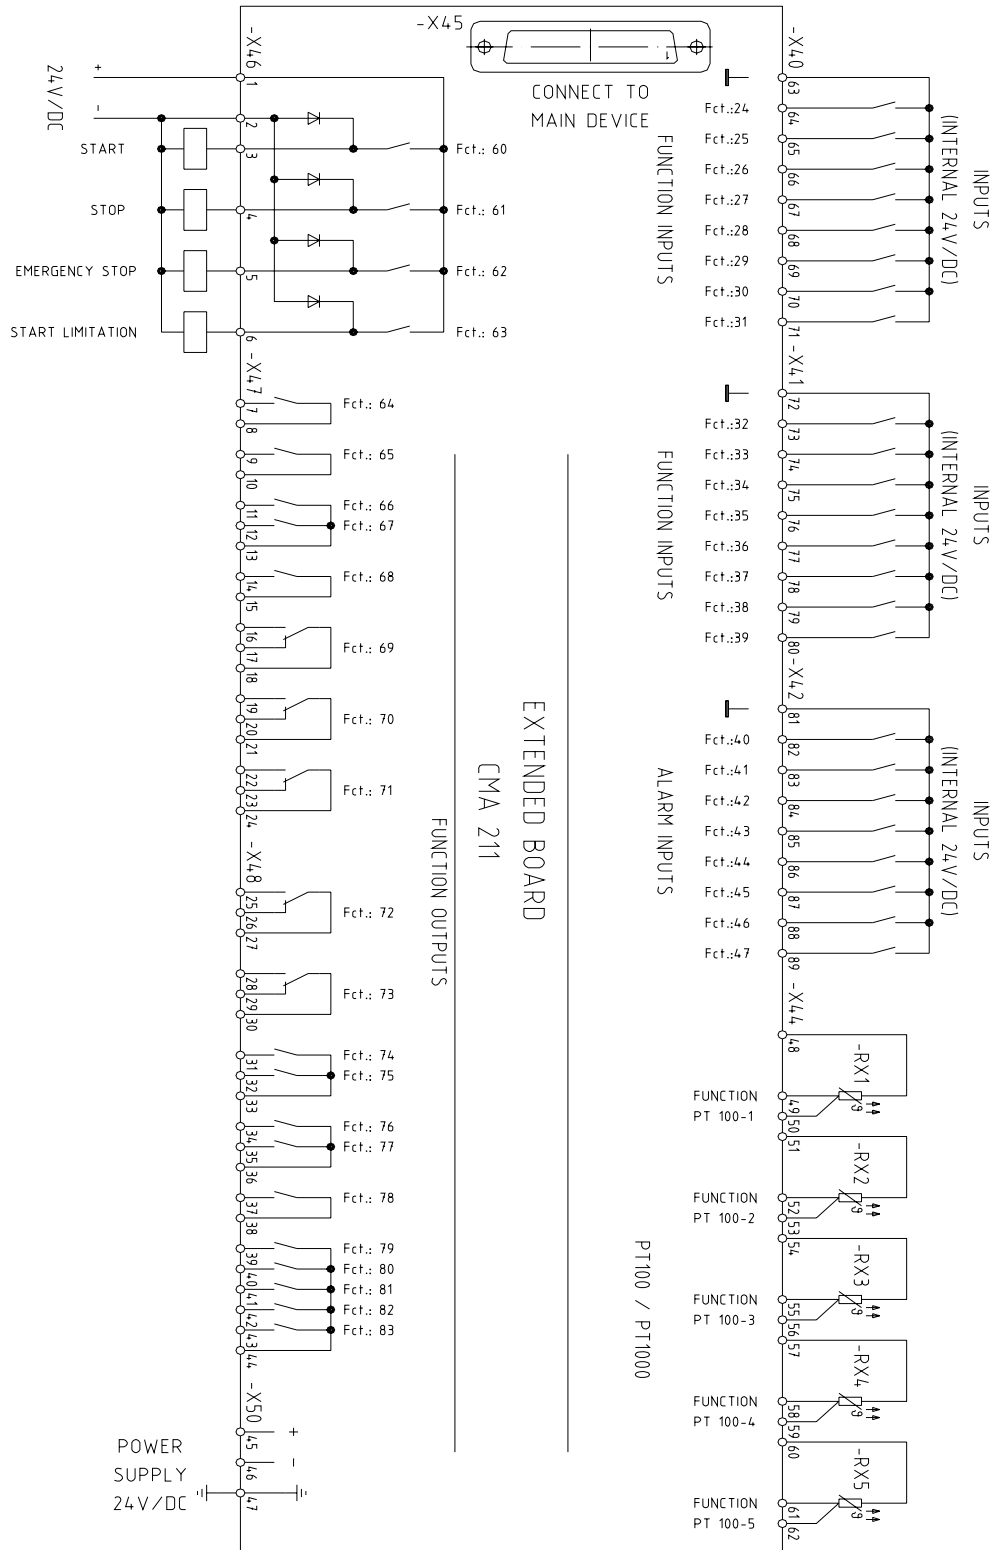 -X45
CONNECT TO
MAIN DEVICE
-X46
24V/DC
+
-
1
2
START
3
Fct.: 60
STOP
4
Fct.: 61
EMERGENCY STOP
5
Fct.: 62
START LIMITATION
6
Fct.: 63
-X47
7
Fct.: 64
8
9
Fct.: 65
10
11
Fct.: 66
12
Fct.: 67
13
14
Fct.: 68
15
16
17
Fct.: 69
18
19
20
Fct.: 70
21
22
23
Fct.: 71
24
-X48
25
26
Fct.: 72
27
28
29
Fct.: 73
30
31
Fct.: 74
32
Fct.: 75
33
34
Fct.: 76
35
Fct.: 77
36
37
Fct.: 78
38
39
Fct.: 79
40
Fct.: 80
41
Fct.: 81
42
Fct.: 82
43
Fct.: 83
44
-X50
45
+
46
-
47
POWER
SUPPLY
24V/DC
FUNCTION OUTPUTS
EXTENDED BOARD
CMA 211
-X40
63
Fct.:24
64
Fct.:25
65
Fct.:26
66
Fct.:27
67
Fct.:28
68
Fct.:29
69
Fct.:30
70
Fct.:31
71
FUNCTION INPUTS
INPUTS
(INTERNAL 24V/DC)
-X41
72
Fct.:32
73
Fct.:33
74
Fct.:34
75
Fct.:35
76
Fct.:36
77
Fct.:37
78
Fct.:38
79
Fct.:39
80
FUNCTION INPUTS
INPUTS
(INTERNAL 24V/DC)
-X42
81
Fct.:40
82
Fct.:41
83
Fct.:42
84
Fct.:43
85
Fct.:44
86
Fct.:45
87
Fct.:46
88
Fct.:47
89
ALARM INPUTS
INPUTS
(INTERNAL 24V/DC)
-X44
48
-RX1
ϑ
FUNCTION
PT 100-1
49
50
51
-RX2
ϑ
FUNCTION
PT 100-2
52
53
54
-RX3
ϑ
FUNCTION
PT 100-3
55
56
57
-RX4
ϑ
FUNCTION
PT 100-4
58
59
60
-RX5
ϑ
FUNCTION
PT 100-5
61
62
PT100 / PT1000
1